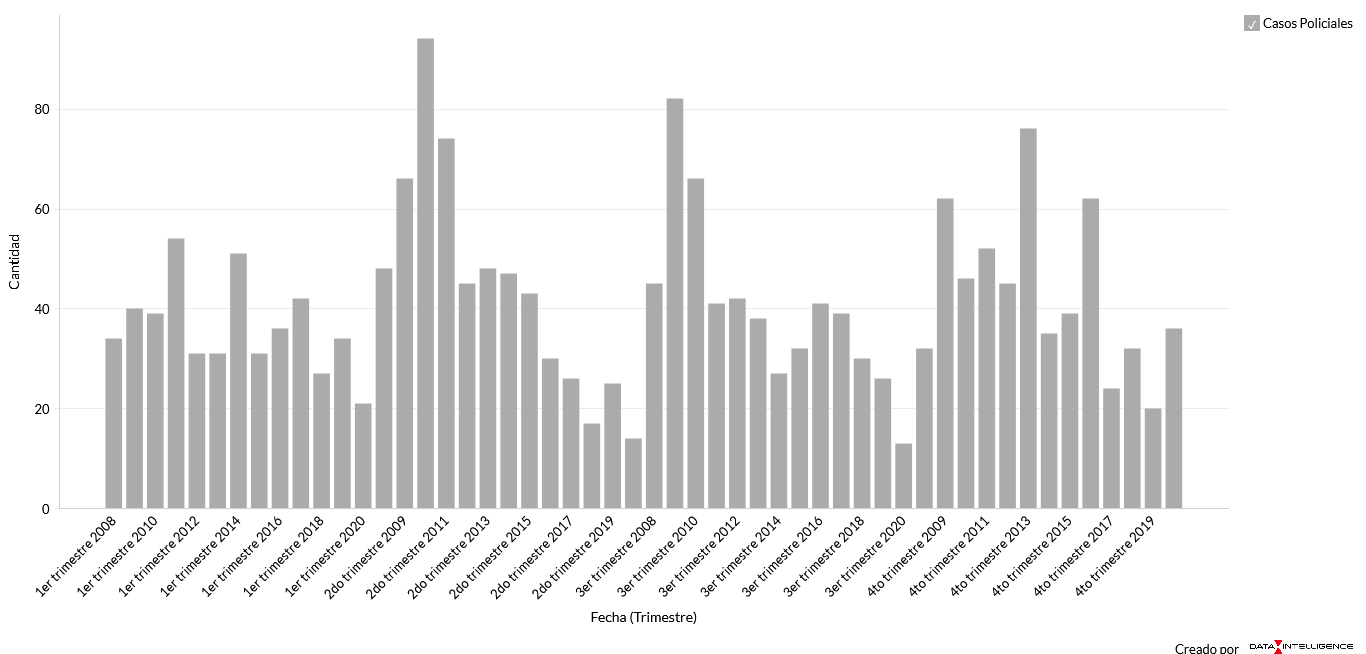 Casos Policiales
80
60
40
20
0
Cantidad
1er trimestre 2008
1er trimestre 2010
1er trimestre 2012
1er trimestre 2014
1er trimestre 2016
1er trimestre 2018
1er trimestre 2020
2do trimestre 2009
2do trimestre 2011
2do trimestre 2013
2do trimestre 2015
2do trimestre 2017
2do trimestre 2019
3er trimestre 2008
3er trimestre 2010
3er trimestre 2012
3er trimestre 2014
3er trimestre 2016
3er trimestre 2018
3er trimestre 2020
4to trimestre 2009
4to trimestre 2011
4to trimestre 2013
4to trimestre 2015
4to trimestre 2017
4to trimestre 2019
Fecha (Trimestre)
Creado por DATA INTELLIGENCE